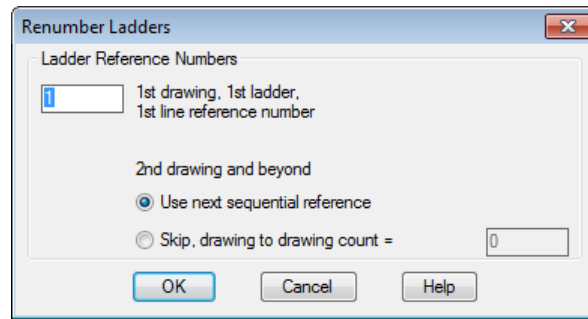 Renumber Ladders
Ladder Reference Numbers
1
1st drawing, 1st ladder,
1st line reference number
2nd drawing and beyond
Use next sequential reference
Skip, drawing to drawing count =
0
OK
Cancel
Help